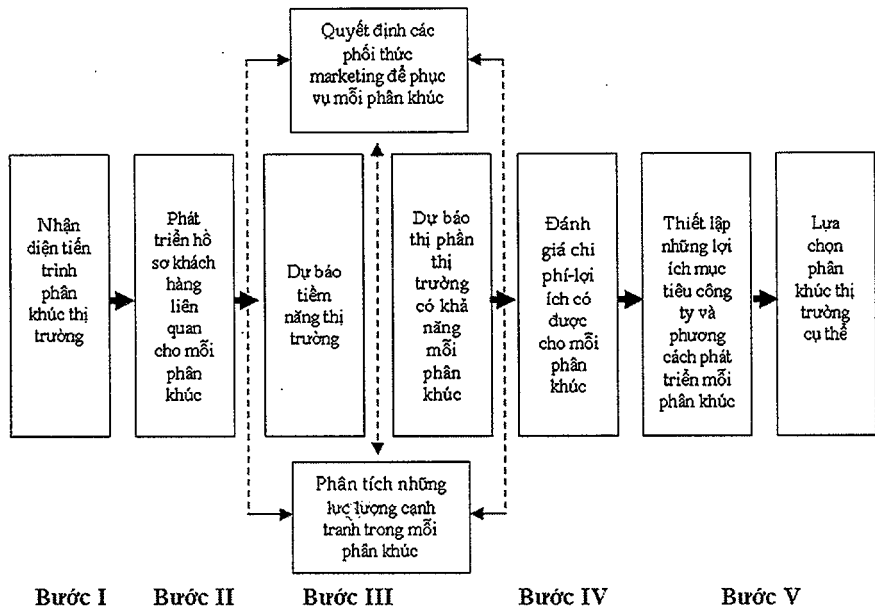 Quyết định các
phối thức
marketing để phục
vụ mỗi phân khúc
Nhận
diện tiến
trình
phân
khúc thị
trường
Phát
triển hồ
sơ khách
hàng
liên
quan
cho mỗi
phân
khúc
Dự báo
tiềm
năng thị
trường
Dự báo
thị phần
thị
trường
có khả
năng
mỗi
phân
khúc
Đánh
giá chi
phí-lợi
ích có
được
cho mỗi
phân
khúc
Thiết lập
những lợi
ích mục
tiêu công
ty và
phương
cách phát
triển mỗi
phân khúc
Lựa
chọn
phân
khúc thị
trường
cụ thể
Phân tích những
lực lượng cạnh
tranh trong mỗi
phân khúc
Bước I
Bước II
Bước III
Bước IV
Bước V